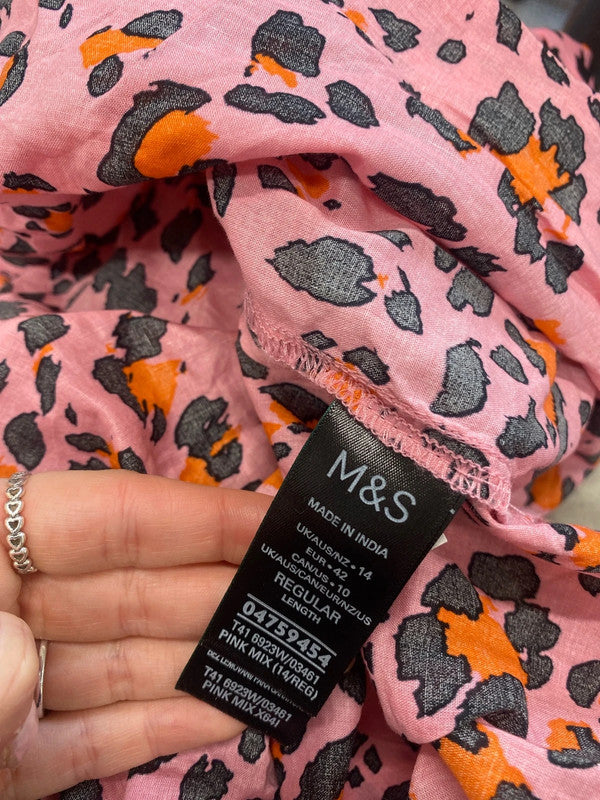 M&S
MADE IN INDIA
UK/AUS/NZ • 14
EUR • 42
CAN/US • 10
UK/AUS/CAN/EUR/NZ/US
REGULAR
LENGTH
04759454
T41 6923W/03461
PINK MIX (14/REG)
T41 6923W/03461
PINK MIX X64